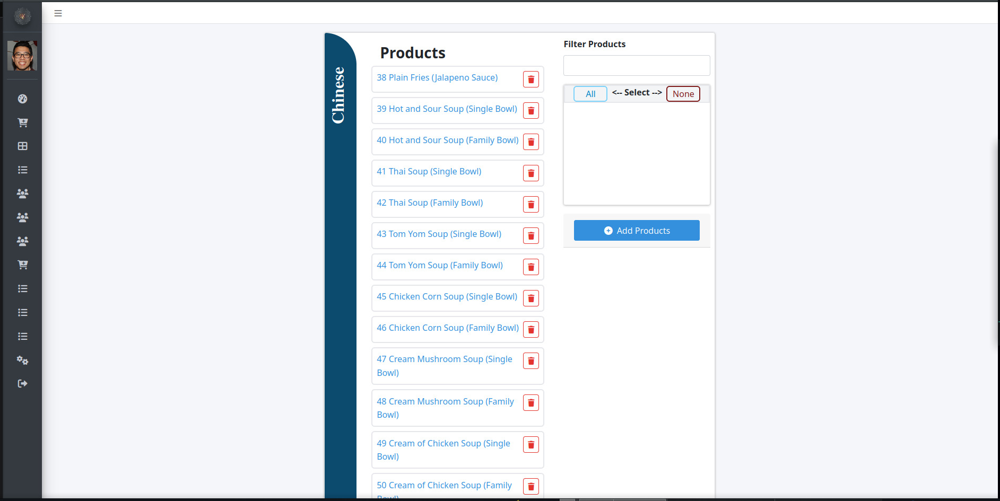 Chinese
Products
38 Plain Fries (Jalapeno Sauce)
39 Hot and Sour Soup (Single Bowl)
40 Hot and Sour Soup (Family Bowl)
41 Thai Soup (Single Bowl)
42 Thai Soup (Family Bowl)
43 Tom Yom Soup (Single Bowl)
44 Tom Yom Soup (Family Bowl)
45 Chicken Corn Soup (Single Bowl)
46 Chicken Corn Soup (Family Bowl)
47 Cream Mushroom Soup (Single
Bowl)
48 Cream Mushroom Soup (Family
Bowl)
49 Cream of Chicken Soup (Single
Bowl)
50 Cream of Chicken Soup (Family
Bowl)
Filter Products
All <-- Select --> None
Add Products